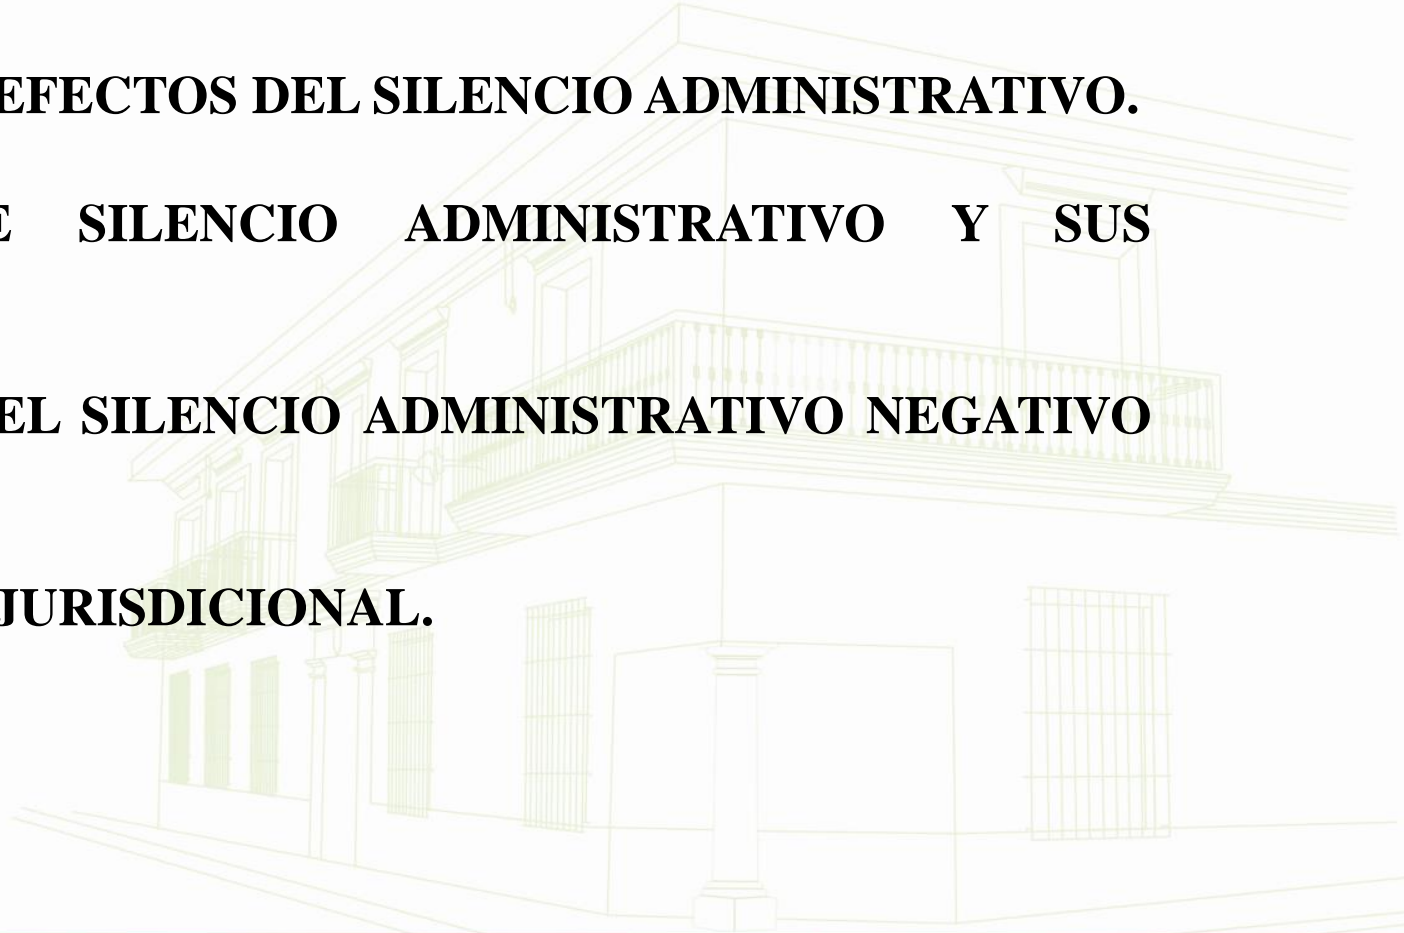 EFECTOS DEL SILENCIO ADMINISTRATIVO.
SILENCIO ADMINISTRATIVO Y SUS
EL SILENCIO ADMINISTRATIVO NEGATIVO
JURISDICIONAL.